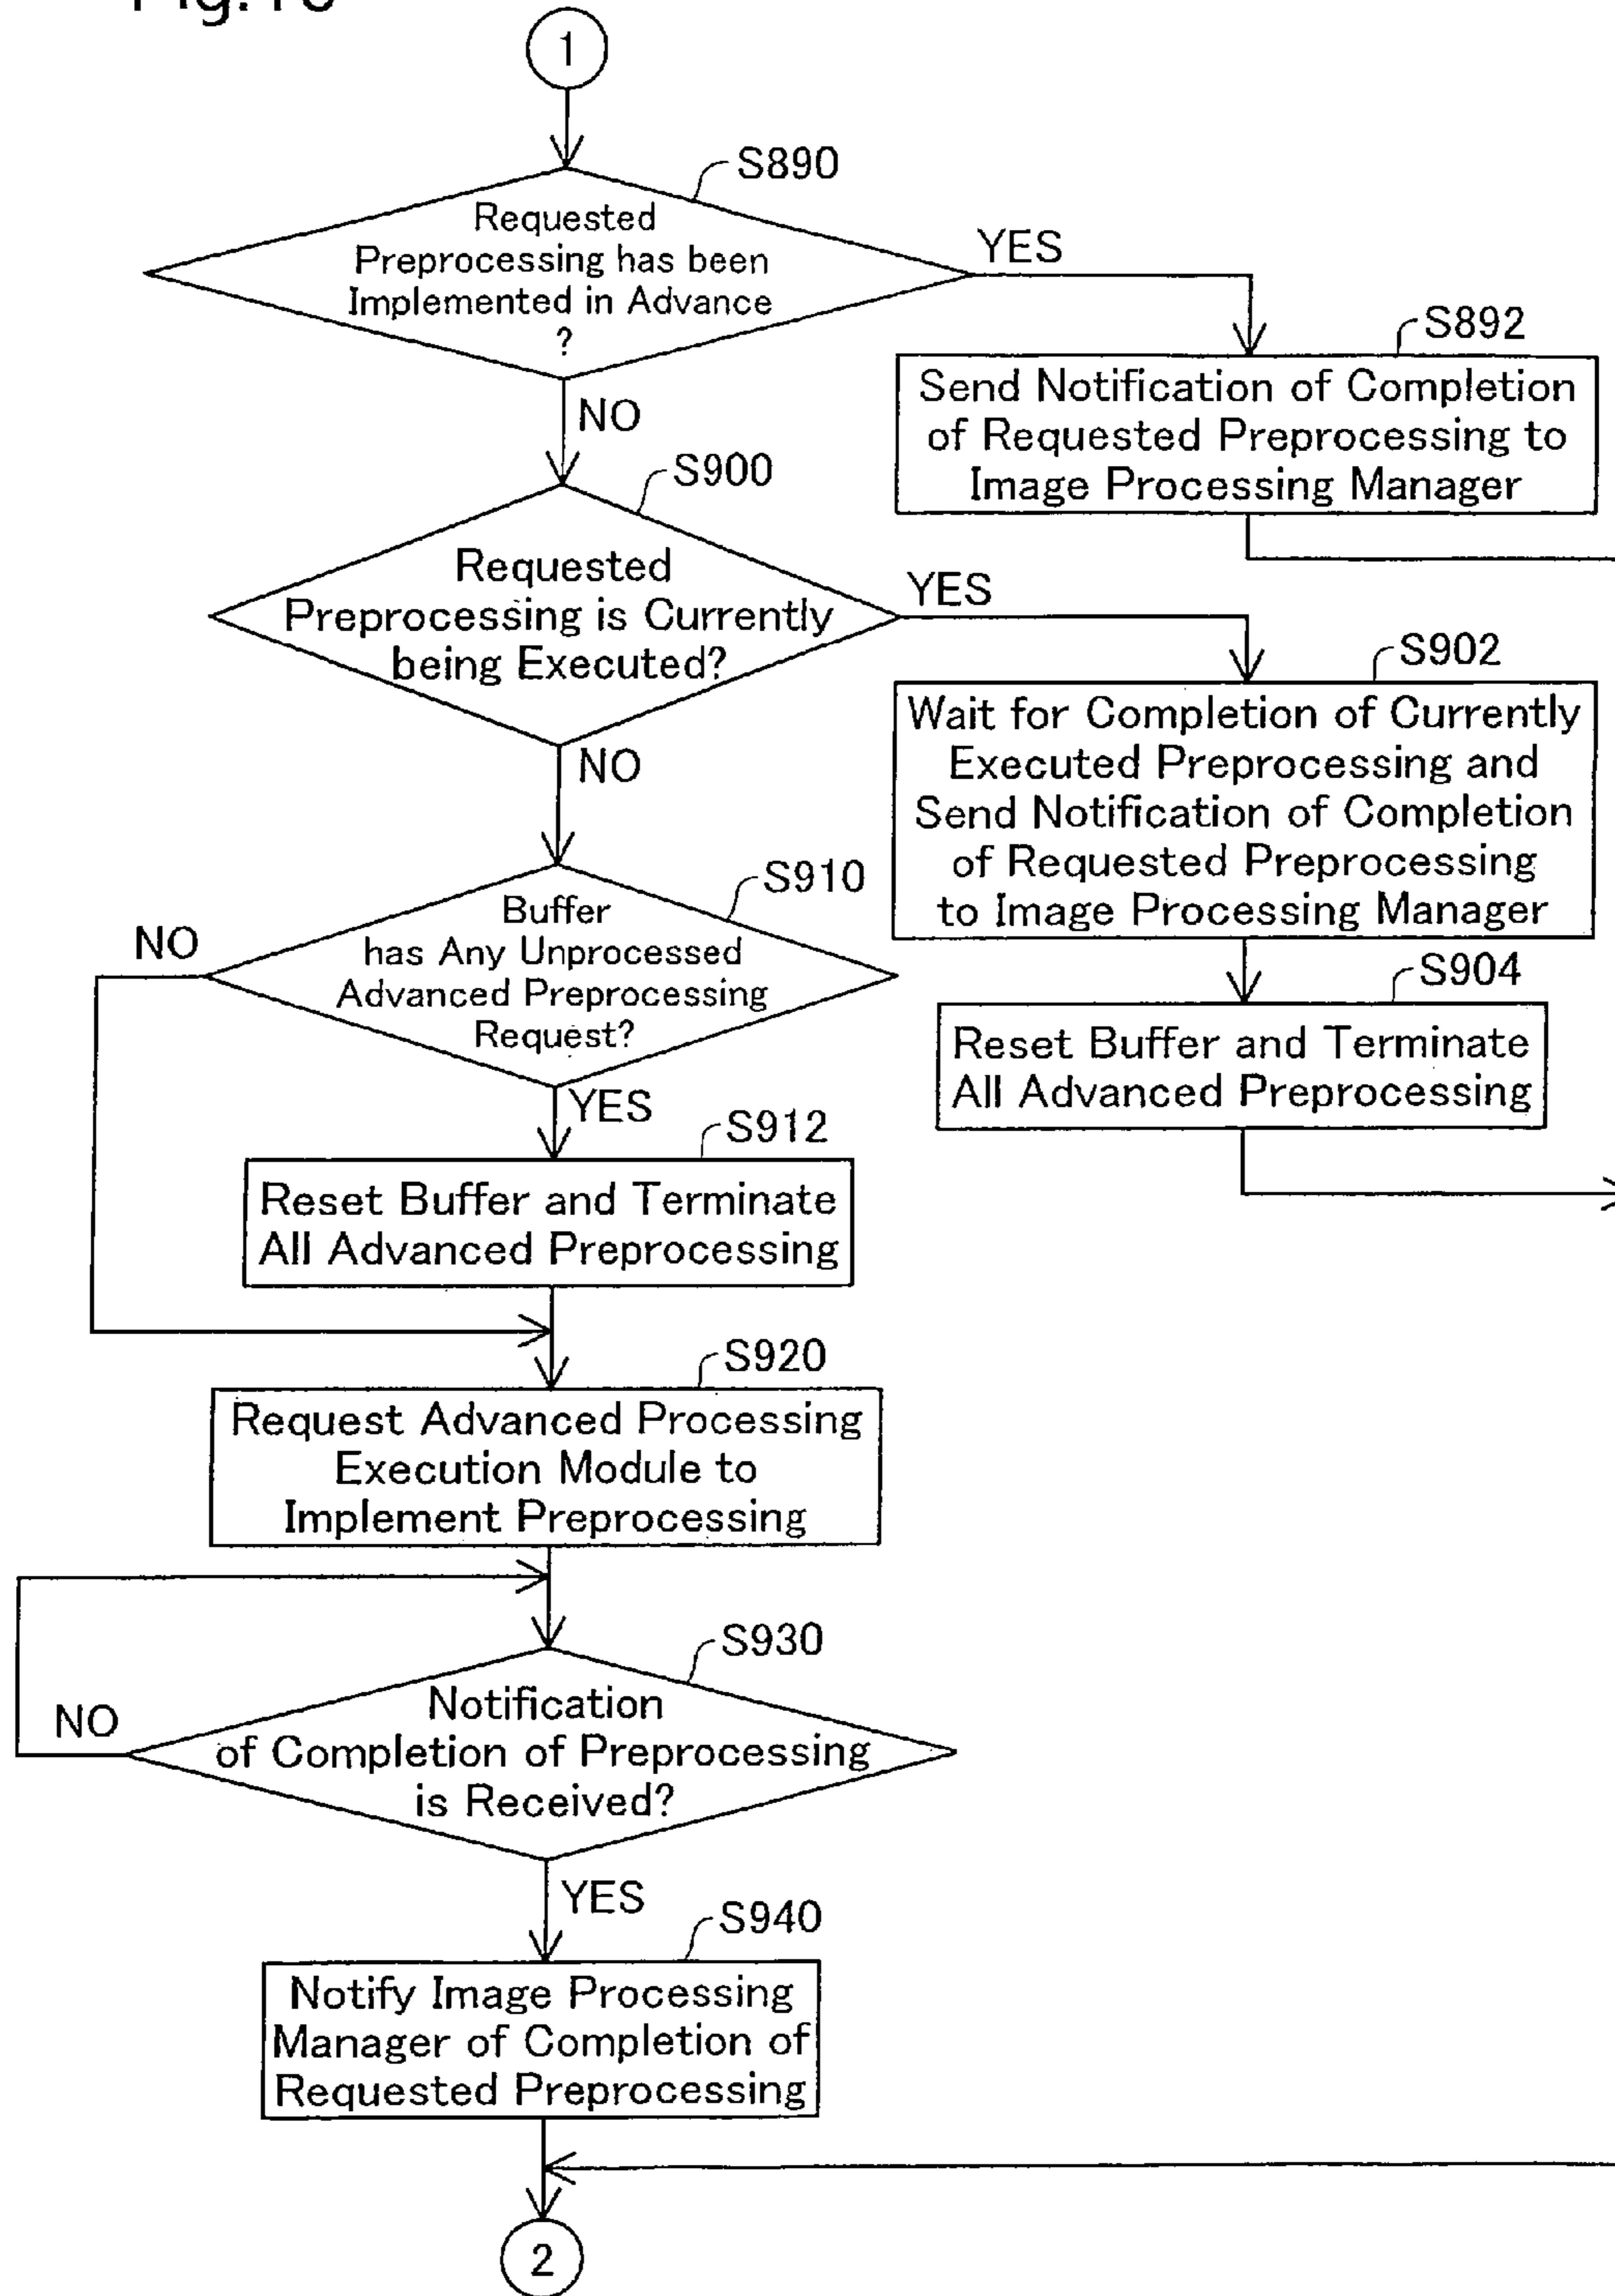 1
S890
Requested
Preprocessing has been
Implemented in Advance
?
YES
NO
S892
Send Notification of Completion
of Requested Preprocessing to
Image Processing Manager
S900
Requested
Preprocessing is Currently
being Executed?
YES
NO
S902
Wait for Completion of Currently
Executed Preprocessing and
Send Notification of Completion
of Requested Preprocessing
to Image Processing Manager
S904
Reset Buffer and Terminate
All Advanced Preprocessing
S910
Buffer
has Any Unprocessed
Advanced Preprocessing
Request?
NO
YES
S912
Reset Buffer and Terminate
All Advanced Preprocessing
S920
Request Advanced Processing
Execution Module to
Implement Preprocessing
S930
Notification
of Completion of Preprocessing
is Received?
NO
YES
S940
Notify Image Processing
Manager of Completion of
Requested Preprocessing
2